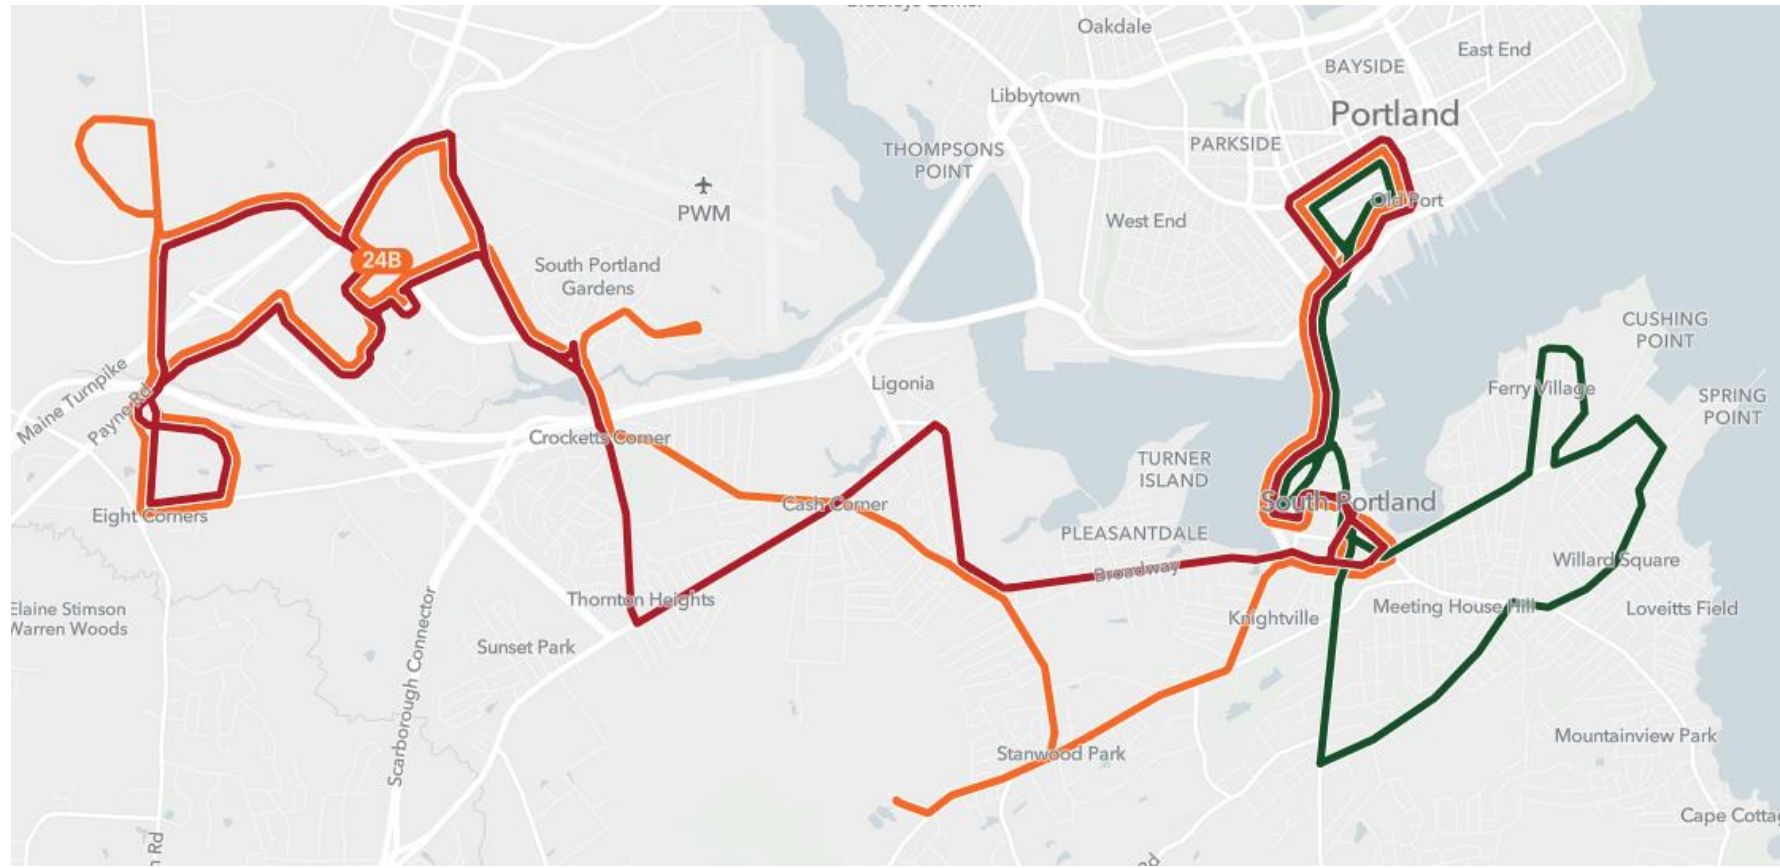 Oakdale
East End
BAYSIDE
Libbytown
Portland
PARKSIDE
THOMPSONS
POINT
PWM
Old Port
West End
24B
South Portland
Gardens
CUSHING
POINT
Maine Turnpike
Payne Rd
Ligonia
Ferry Village
SPRING
POINT
Crocketts Corner
TURNER
ISLAND
Cash Corner
South Portland
Eight Corners
PLEASANTDALE
Broadway
Willard Square
Elaine Stimson
Warren Woods
Thornton Heights
Knightville
Meeting House Hill
Loveitts Field
Sunset Park
Scarborough Connector
Stanwood Park
Mountainview Park
Cape Cottag
Rd